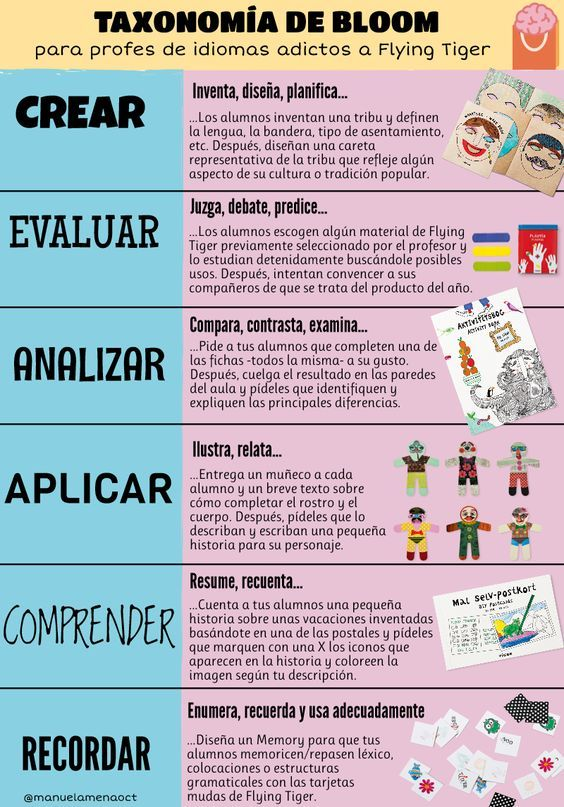 TAXONOMÍA DE BLOOM
para profes de idiomas adictos a Flying Tiger
CREAR
Inventa, diseña, planifica...
...Los alumnos inventan una tribu y definen
la lengua, la bandera, tipo de asentamiento,
etc. Después, diseñan una careta
representativa de la tribu que refleje algún
aspecto de su cultura o tradición popular.
EVALUAR
Juzga, debate, predice...
...Los alumnos escogen algún material de Flying
Tiger previamente seleccionado por el profesor y
lo estudian detenidamente buscándole posibles
usos. Después, intentan convencer a sus
compañeros de que se trata del producto del año.
ANALIZAR
Compara, contrasta, examina...
...Pide a tus alumnos que completen una de
las fichas -todos la misma- a su gusto.
Después, cuelga el resultado en las paredes
del aula y pídeles que identifiquen y
expliquen las principales diferencias.
AKTIVITETSBOG
ACTIVITY BOOK
APLICAR
Ilustra, relata...
...Entrega un muñeco a cada
alumno y un breve texto sobre
cómo completar el rostro y el
cuerpo. Después, pídeles que lo
describan y escriban una pequeña
historia para su personaje.
COMPRENDER
Resume, recuenta...
...Cuenta a tus alumnos una pequeña
historia sobre unas vacaciones inventadas
basándote en una de las postales y pídeles
que marquen con una X los iconos que
aparecen en la historia y coloreen la
imagen según tu descripción.
Mal selv-postkort
DIY POSTCARDS
RECORDAR
Enumera, recuerda y usa adecuadamente
...Diseña un Memory para que tus
alumnos memoricen/repasen léxico,
colocaciones o estructuras
gramaticales con las tarjetas
mudas de Flying Tiger.
@manuelamenaoct